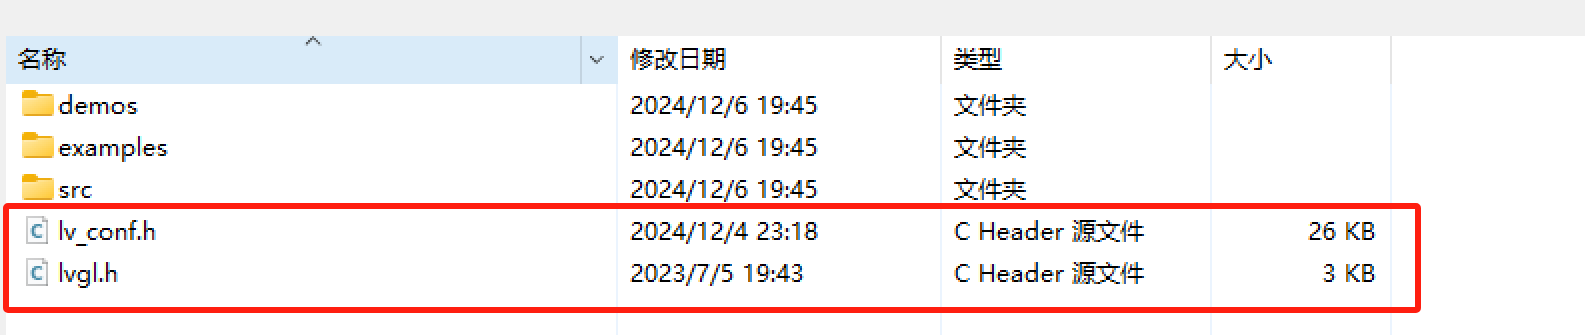 名称 修改日期 类型 大小
demos 2024/12/6 19:45 文件夹
examples 2024/12/6 19:45 文件夹
src 2024/12/6 19:45 文件夹
lv_conf.h 2024/12/4 23:18 C Header 源文件 26 KB
lvgl.h 2023/7/5 19:43 C Header 源文件 3 KB